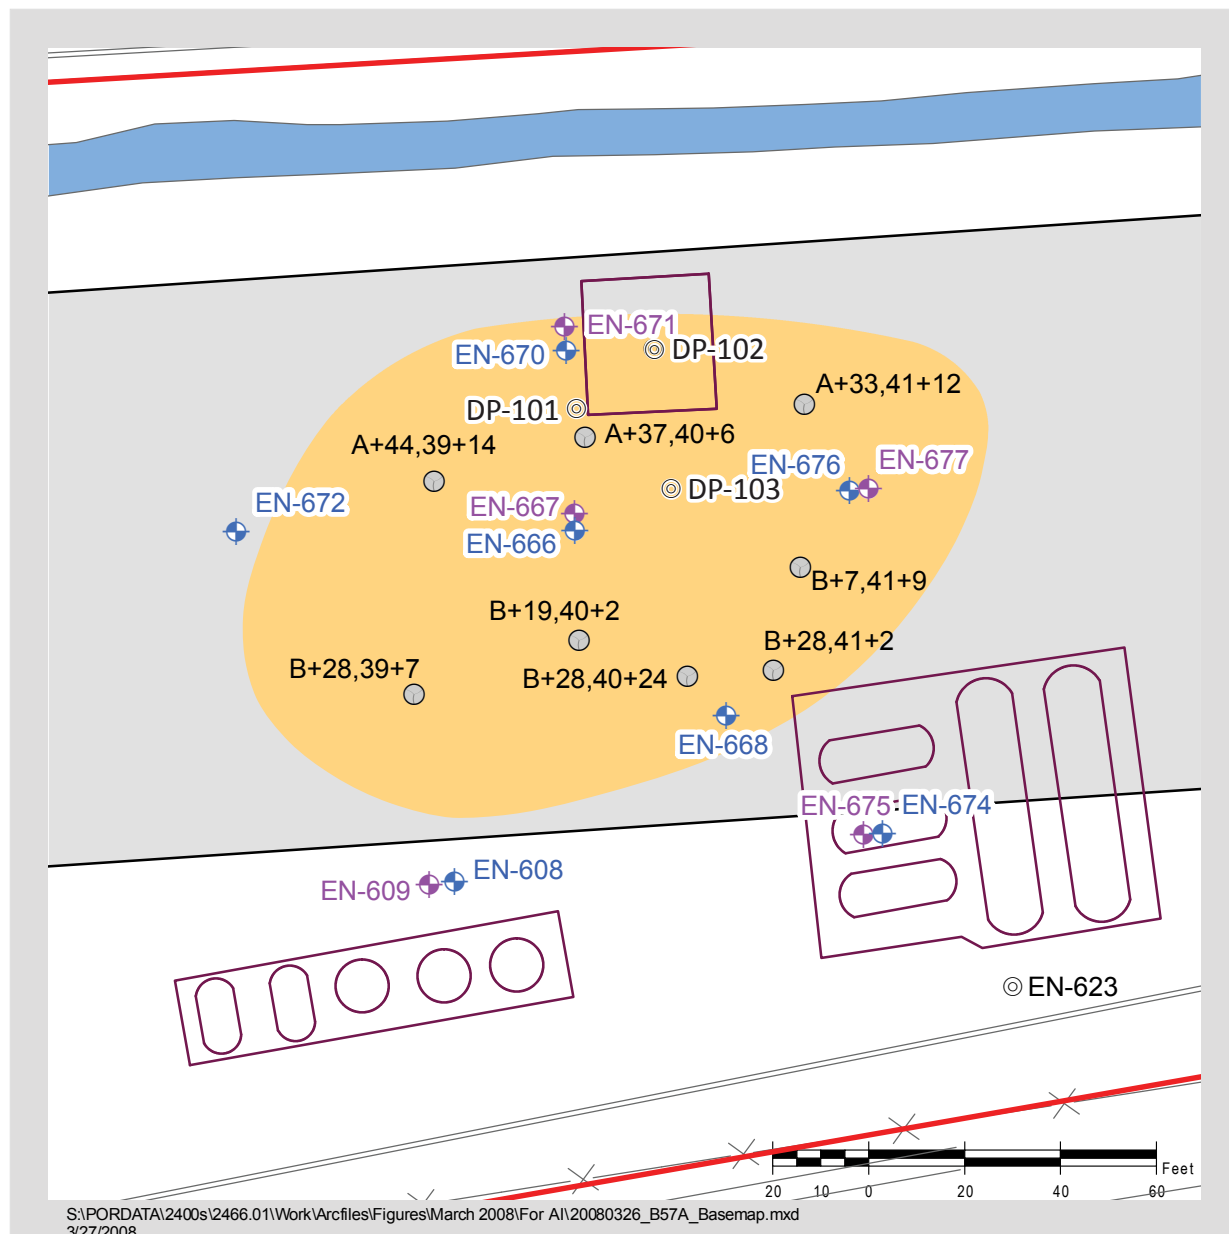 EN-671
EN-670
DP-102
A+33,41+12
DP-101
A+37,40+6
A+44,39+14
EN-676
EN-677
DP-103
EN-672
EN-667
EN-666
B+7,41+9
B+19,40+2
B+28,41+2
B+28,39+7
B+28,40+24
EN-668
EN-675
EN-674
EN-609
EN-608
EN-623
Feet
20 10 0 20 40 60
S:\PORDATA\2400s\2466.01\Work\Arcfiles\Figures\March 2008\For AI\20080326_B57A_Basemap.mxd
3/27/2008